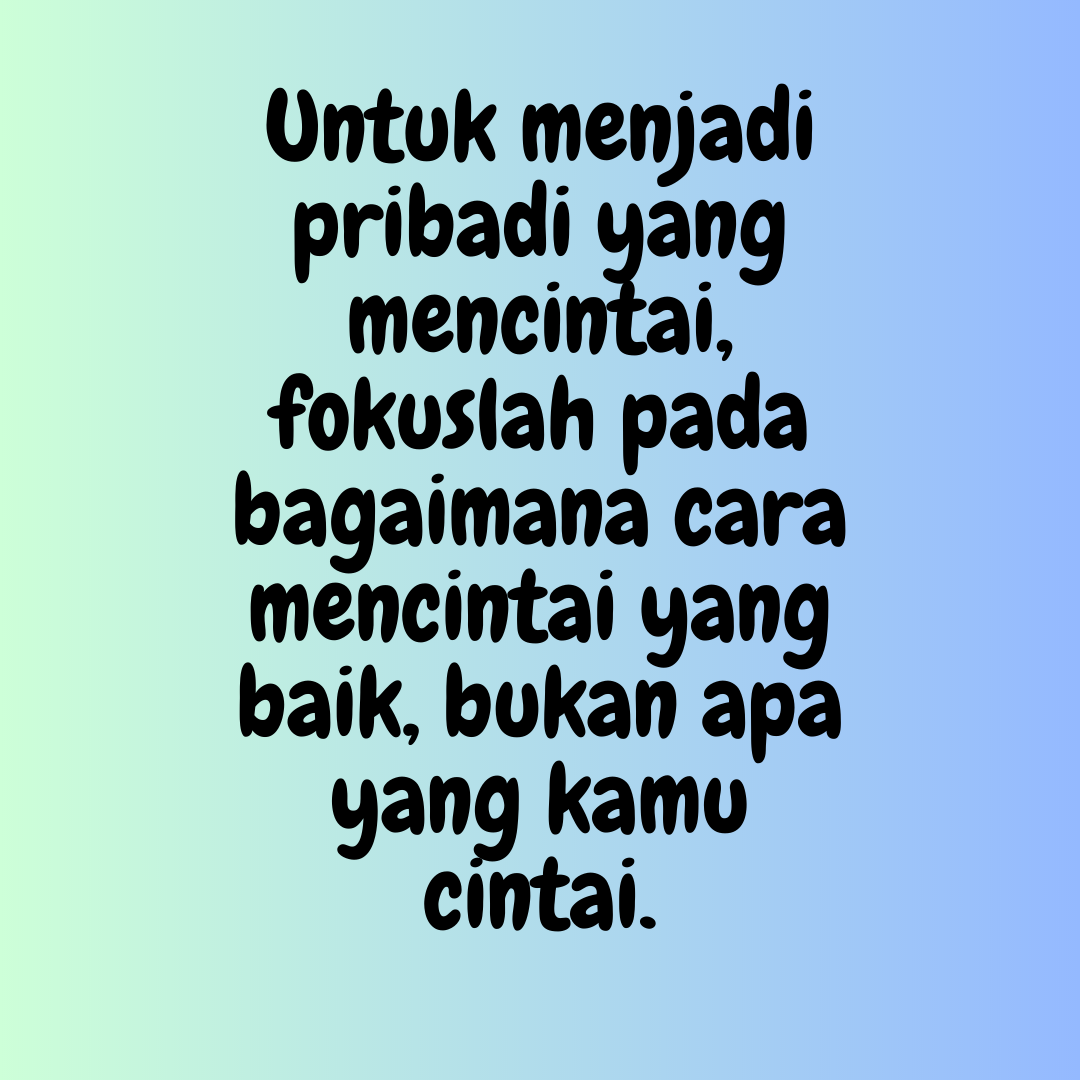 Untuk menjadi
pribadi yang
mencintai,
fokuslah pada
bagaimana cara
mencintai yang
baik, bukan apa
yang kamu
cintai.